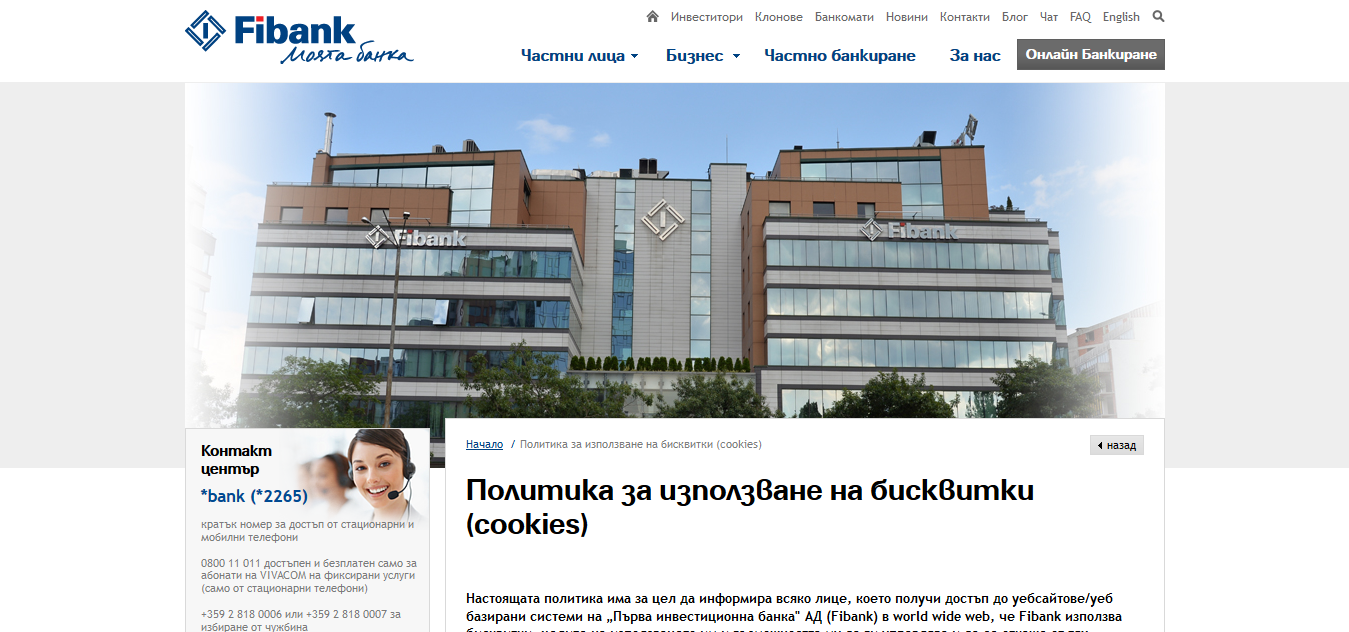 Fibank
Моята банка
Инвеститори Клонове Банкомати Новини Контакти Блог Чат FAQ English
Частни лица Бизнес Частно банкиране За нас Онлайн Банкиране
Fibank
Fibank
Контакт
център
*bank (*2265)
кратък номер за достъп от стационарни и
мобилни телефони
0800 11 011 достъпен и безплатен само за
абонати на VIVACOM на фиксирани услуги
(само от стационарни телефони)
+359 2 818 0006 или +359 2 818 0007 за
избиране от чужбина
Начало / Политика за използване на бисквитки (cookies)
назад
Политика за използване на бисквитки
(cookies)
Настоящата политика има за цел да информира всяко лице, което получи достъп до уебсайтове/уеб
базирани системи на „Първа инвестиционна банка" АД (Fibank) в world wide web, че Fibank използва